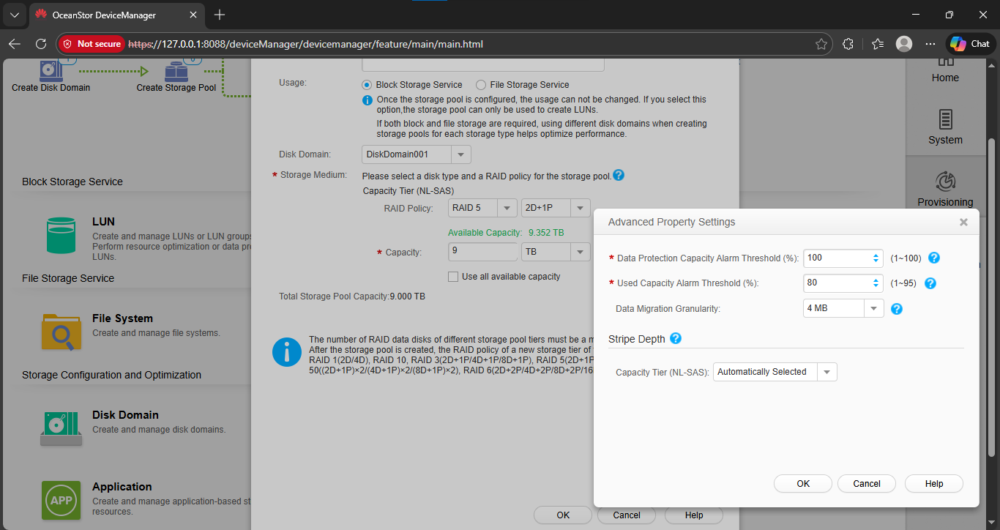 OceanStor DeviceManager
Not secure https://127.0.0.1:8088/deviceManager/devicemanager/feature/main/main.html
Chat
Create Disk Domain
Create Storage Pool
Block Storage Service
LUN
Create and manage LUNs or LUN groups
Perform resource optimization or data pr
LUNs.
File Storage Service
File System
Create and manage file systems.
Storage Configuration and Optimization
Disk Domain
Create and manage disk domains.
APP
Application
Create and manage application-based st
resources.
Usage: Block Storage Service File Storage Service
Once the storage pool is configured, the usage can not be changed. If you select this
option,the storage pool can only be used to create LUNs.
If both block and file storage are required, using different disk domains when creating
storage pools for each storage type helps optimize performance.
Disk Domain: DiskDomain001
* Storage Medium: Please select a disk type and a RAID policy for the storage pool.
Capacity Tier (NL-SAS)
RAID Policy: RAID 5 2D+1P
Available Capacity: 9.352 TB
* Capacity: 9 TB
Use all available capacity
Total Storage Pool Capacity:9.000 TB
The number of RAID data disks of different storage pool tiers must be a m
After the storage pool is created, the RAID policy of a new storage tier of
RAID 1(2D/4D), RAID 10, RAID 3(2D+1P/4D+1P/8D+1P), RAID 5(2D+1P
50((2D+1P)×2/(4D+1P)×2/(8D+1P)×2), RAID 6(2D+2P/4D+2P/8D+2P/16
OK Cancel Help
Home
System
Provisioning
Advanced Property Settings
* Data Protection Capacity Alarm Threshold (%): 100 (1~100)
* Used Capacity Alarm Threshold (%): 80 (1~95)
Data Migration Granularity: 4 MB
Stripe Depth
Capacity Tier (NL-SAS): Automatically Selected
OK Cancel Help